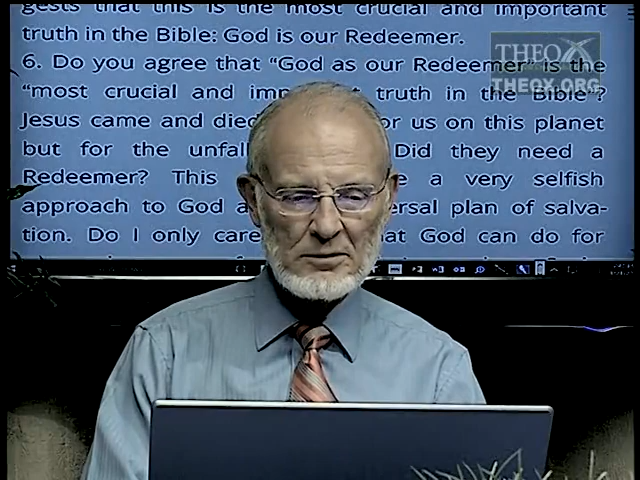 gests that this is the most crucial and important
truth in the Bible: God is our Redeemer.
6. Do you agree that “God as our Redeemer” is the
“most crucial and imp t truth in the Bible”?
Jesus came and died or us on this planet
but for the unfall Did they need a
Redeemer? This e a very selfish
approach to God a ersal plan of salva-
tion. Do I only care at God can do for
THEOX
THEOX.ORG